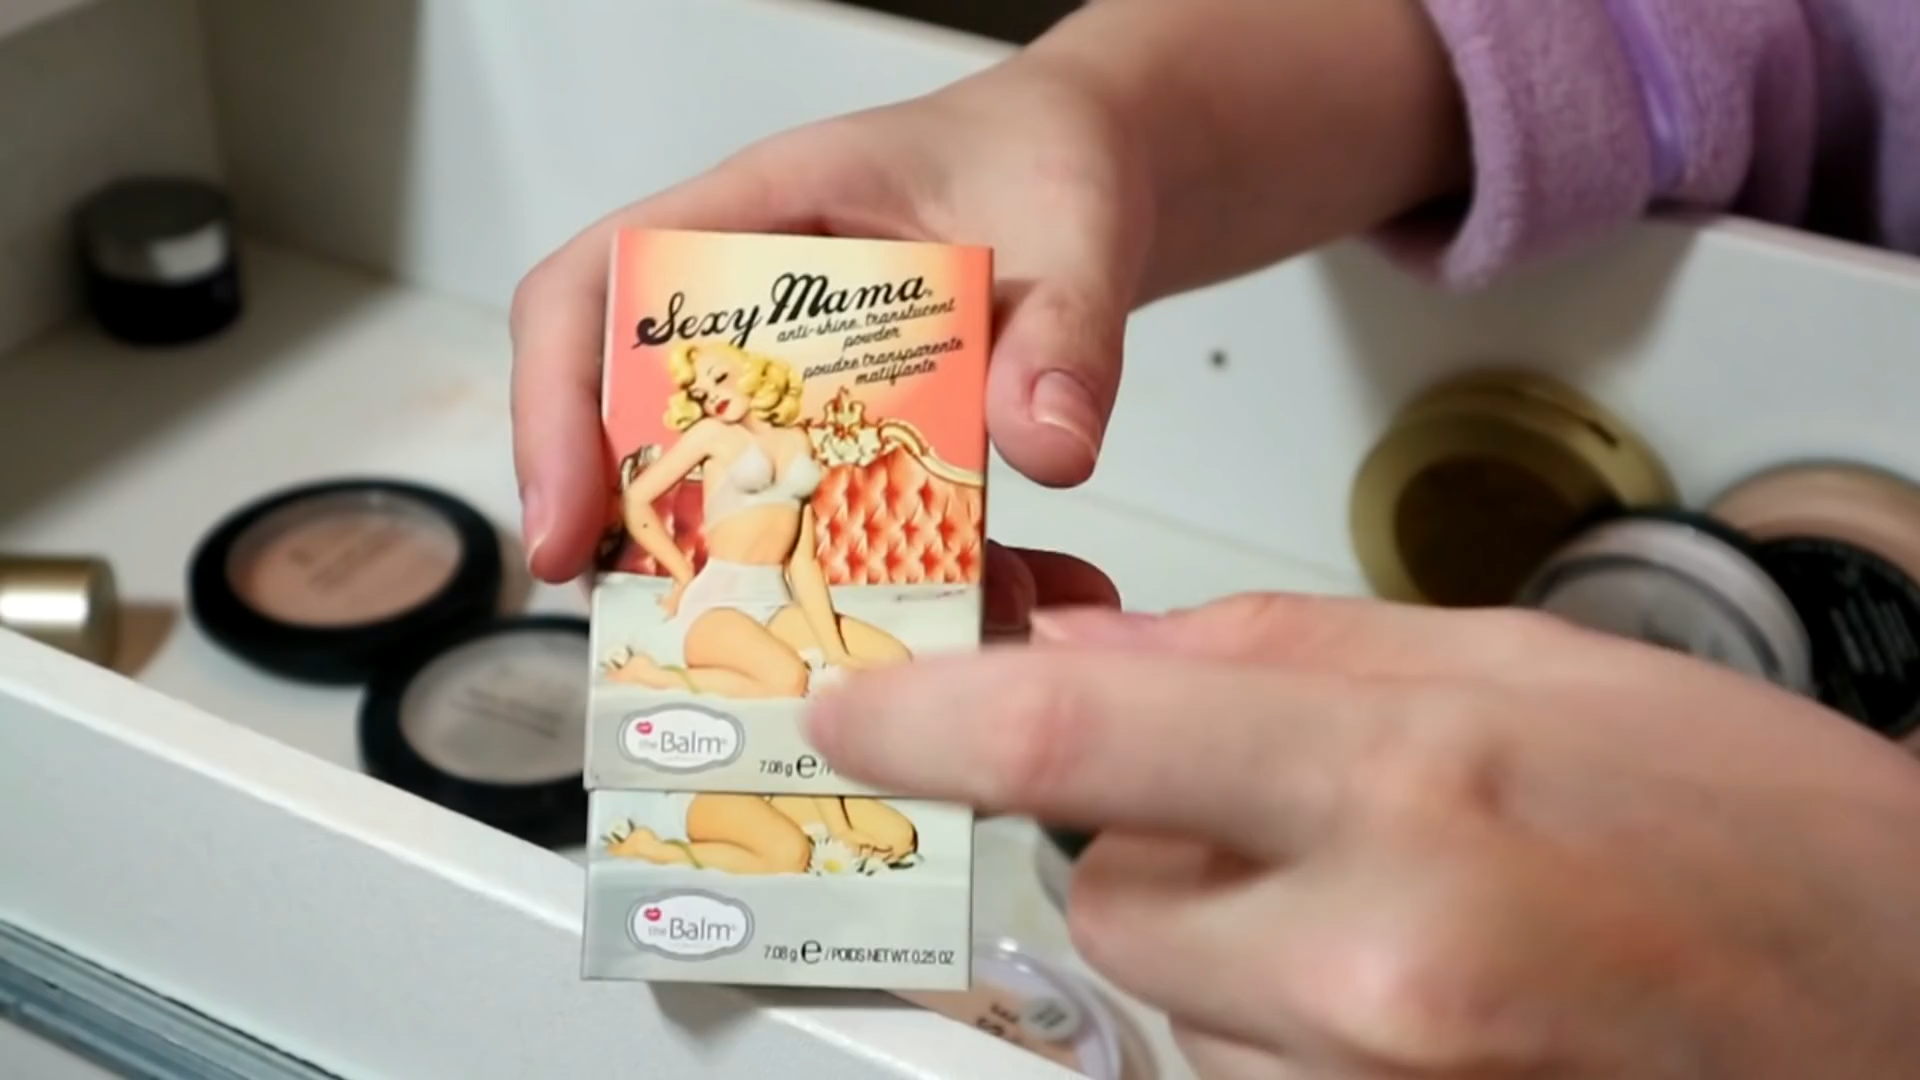 Sexy Mama
anti-shine, translucent
powder
poudre transparente
matifiante
the Balm®
7.08 g e /
the Balm®
7.08 g e / POIDS NET WT. 0.25 OZ